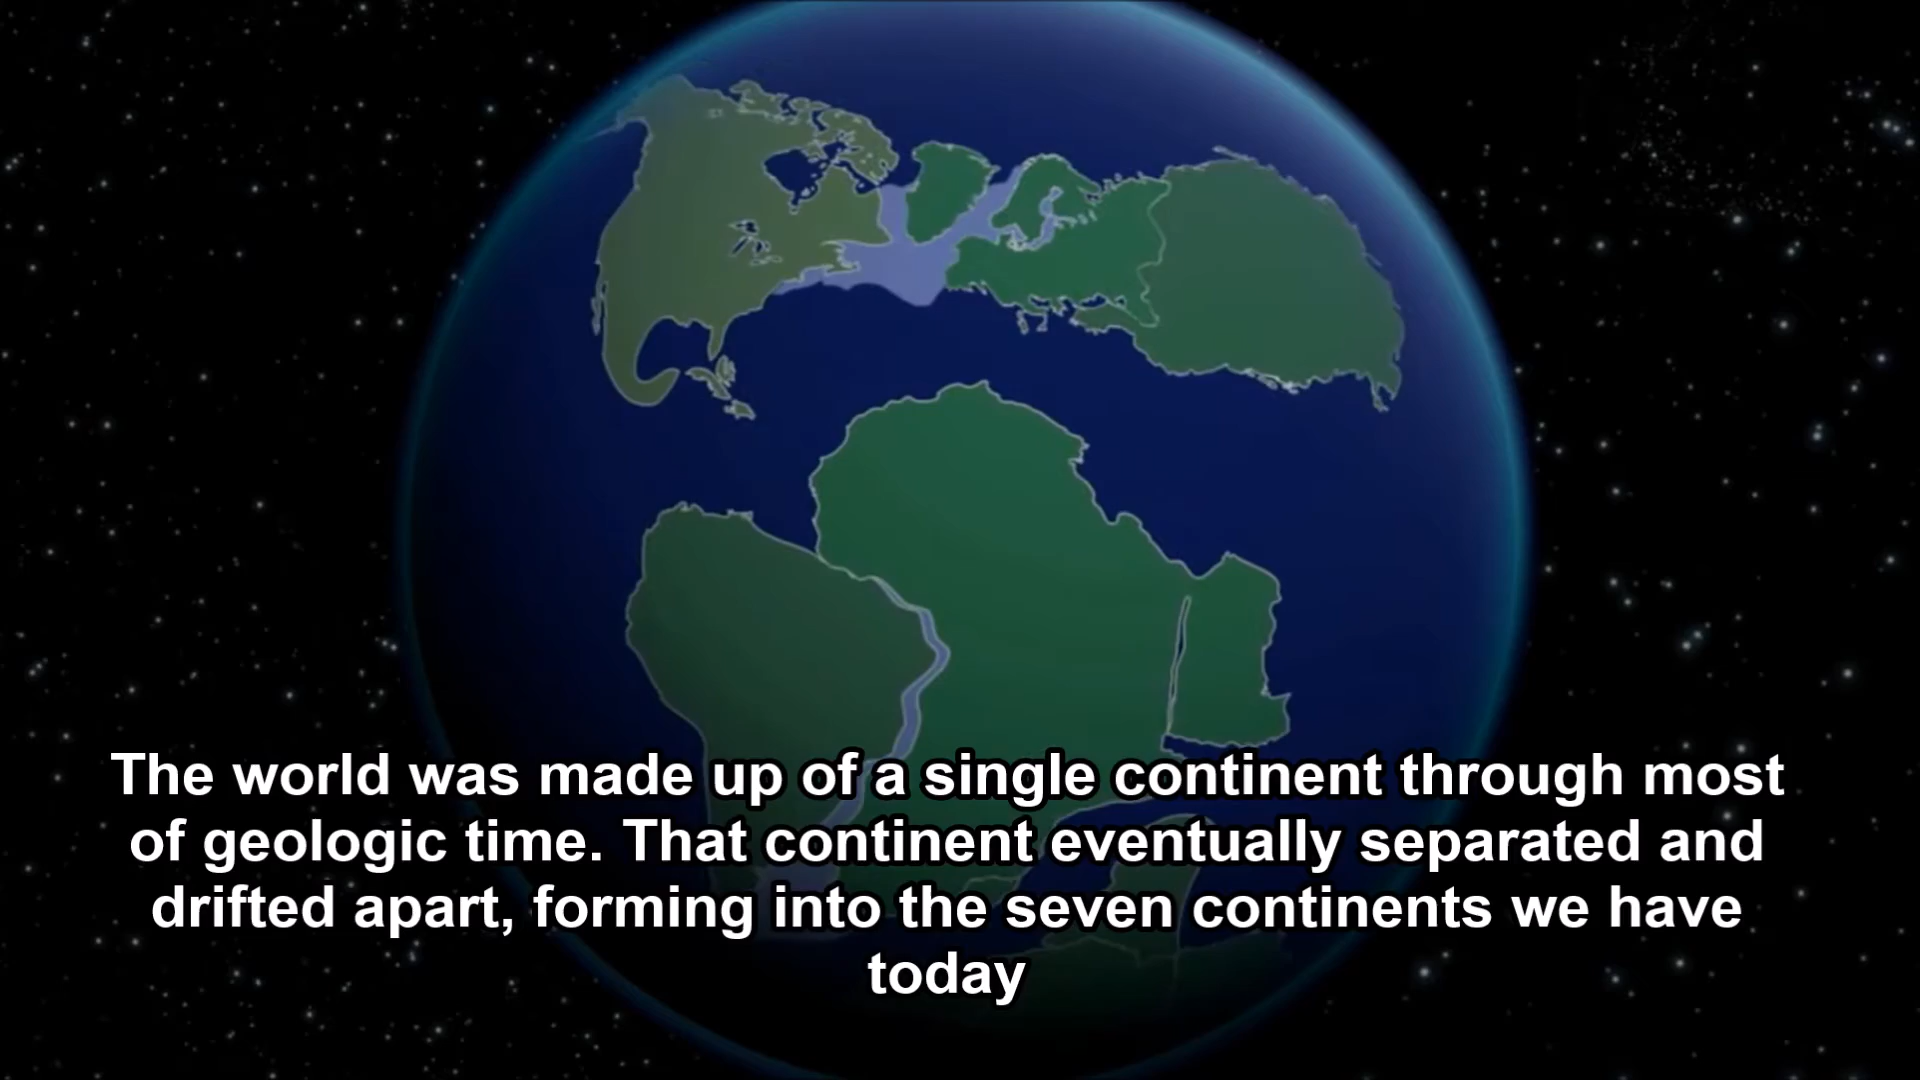 The world was made up of a single continent through most
of geologic time. That continent eventually separated and
drifted apart, forming into the seven continents we have
today